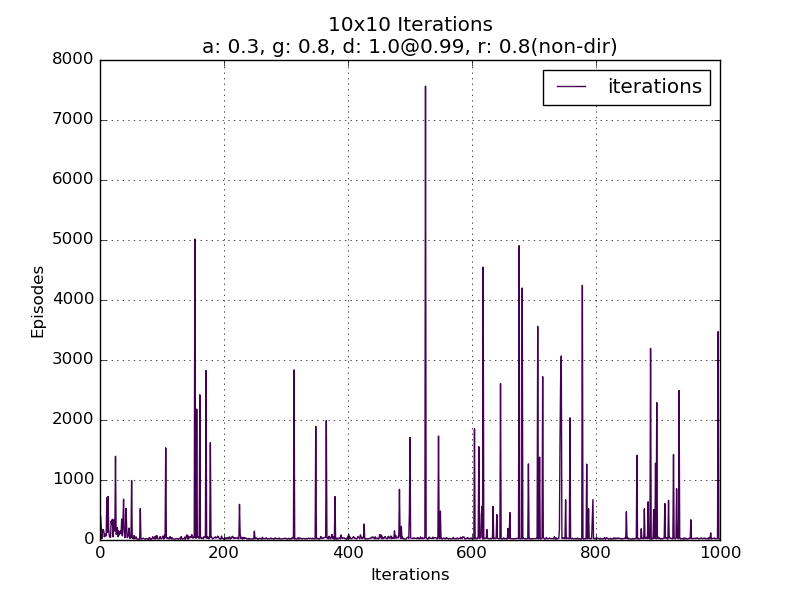 10x10 Iterations
a: 0.3, g: 0.8, d: 1.0@0.99, r: 0.8(non-dir)
iterations
8000
7000
6000
5000
4000
3000
2000
1000
0
Episodes
0 200 400 600 800 1000
Iterations